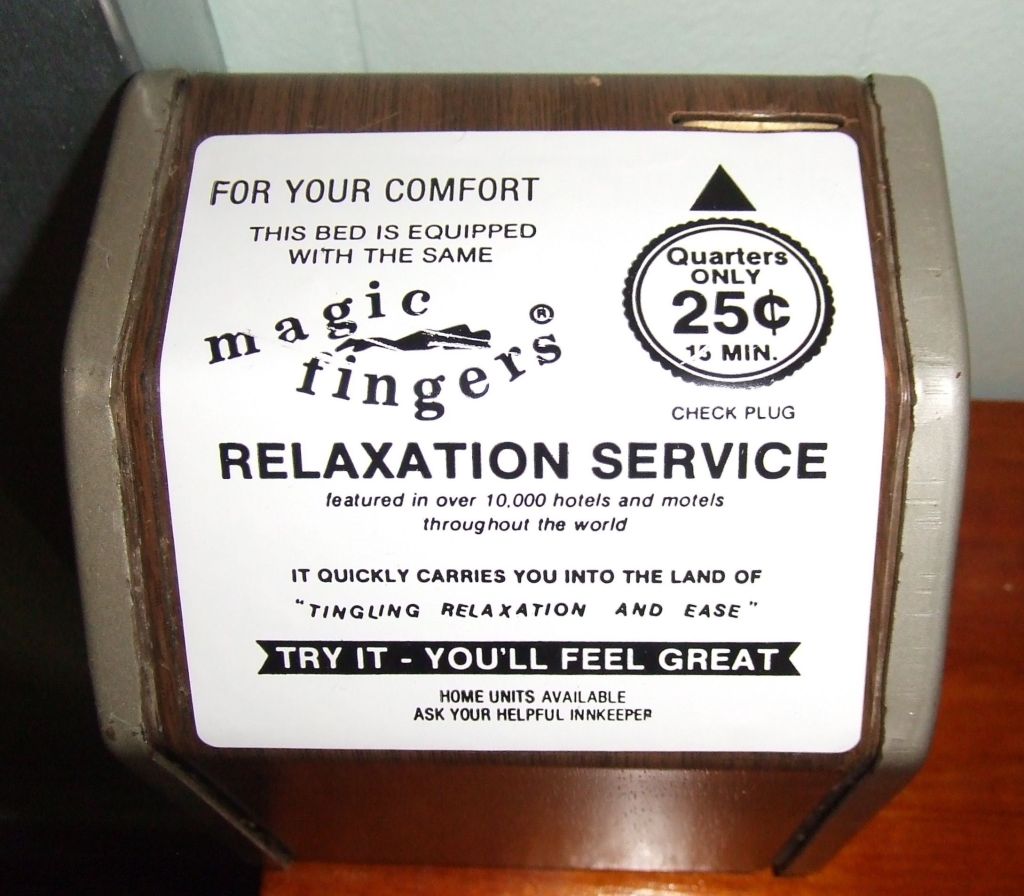 FOR YOUR COMFORT
THIS BED IS EQUIPPED
WITH THE SAME
magic
fingers®
Quarters
ONLY
25¢
15 MIN.
CHECK PLUG
RELAXATION SERVICE
featured in over 10,000 hotels and motels
throughout the world
IT QUICKLY CARRIES YOU INTO THE LAND OF
"TINGLING RELAXATION AND EASE"
TRY IT - YOU'LL FEEL GREAT
HOME UNITS AVAILABLE
ASK YOUR HELPFUL INNKEEPER